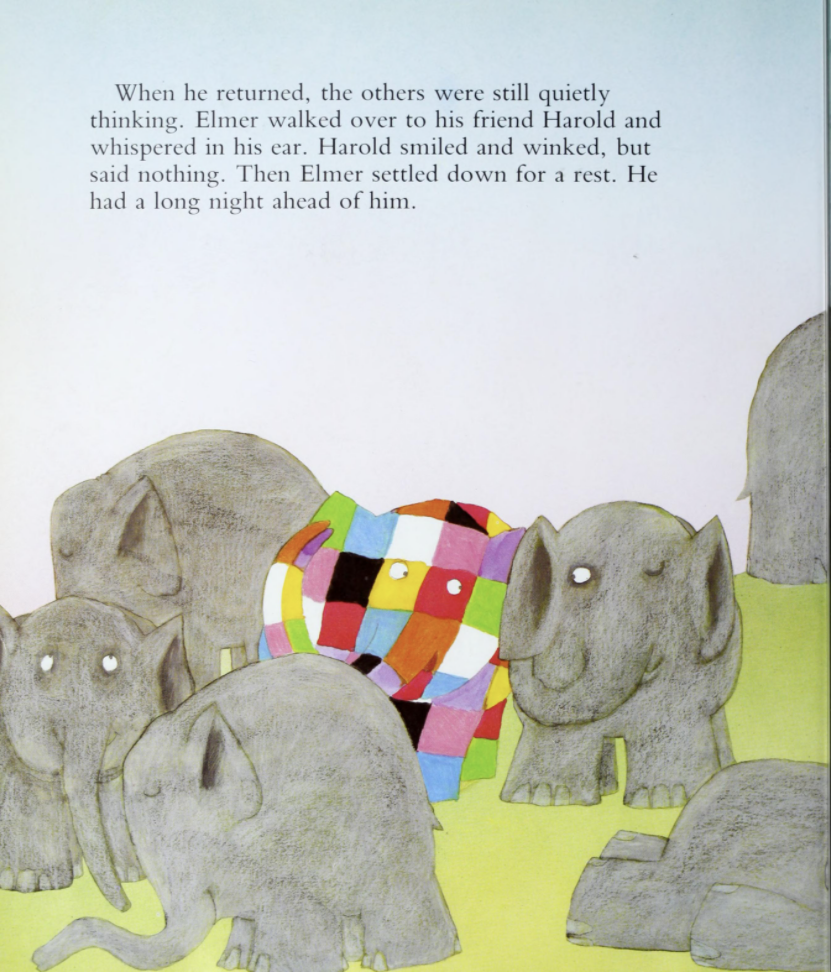 When he returned, the others were still quietly
thinking. Elmer walked over to his friend Harold and
whispered in his ear. Harold smiled and winked, but
said nothing. Then Elmer settled down for a rest. He
had a long night ahead of him.